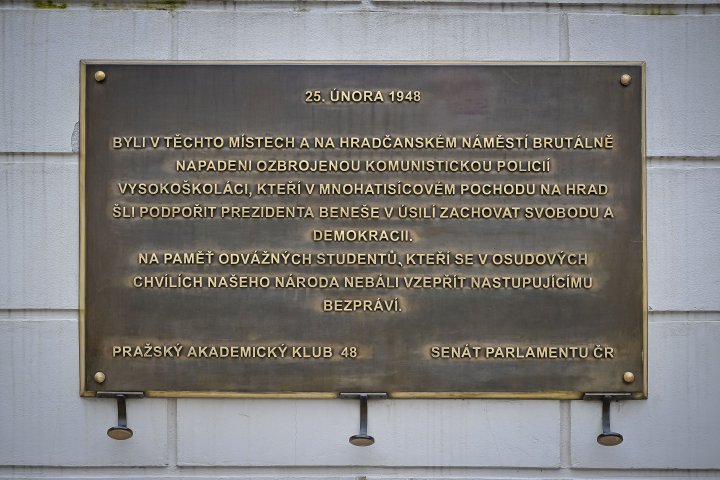 25. ÚNORA 1948
BYLI V TĚCHTO MÍSTECH A NA HRADČANSKÉM NÁMĚSTÍ BRUTÁLNĚ
NAPADENI OZBROJENOU KOMUNISTICKOU POLICIÍ
VYSOKOŠKOLÁCI, KTEŘÍ V MNOHATISÍCOVÉM POCHODU NA HRAD
ŠLI PODPOŘIT PREZIDENTA BENEŠE V ÚSILÍ ZACHOVAT SVOBODU A
DEMOKRACII.
NA PAMĚŤ ODVÁŽNÝCH STUDENTŮ, KTEŘÍ SE V OSUDOVÝCH
CHVÍLÍCH NAŠEHO NÁRODA NEBÁLI VZEPŘÍT NASTUPUJÍCÍMU
BEZPRÁVÍ.
PRAŽSKÝ AKADEMICKÝ KLUB 48 SENÁT PARLAMENTU ČR